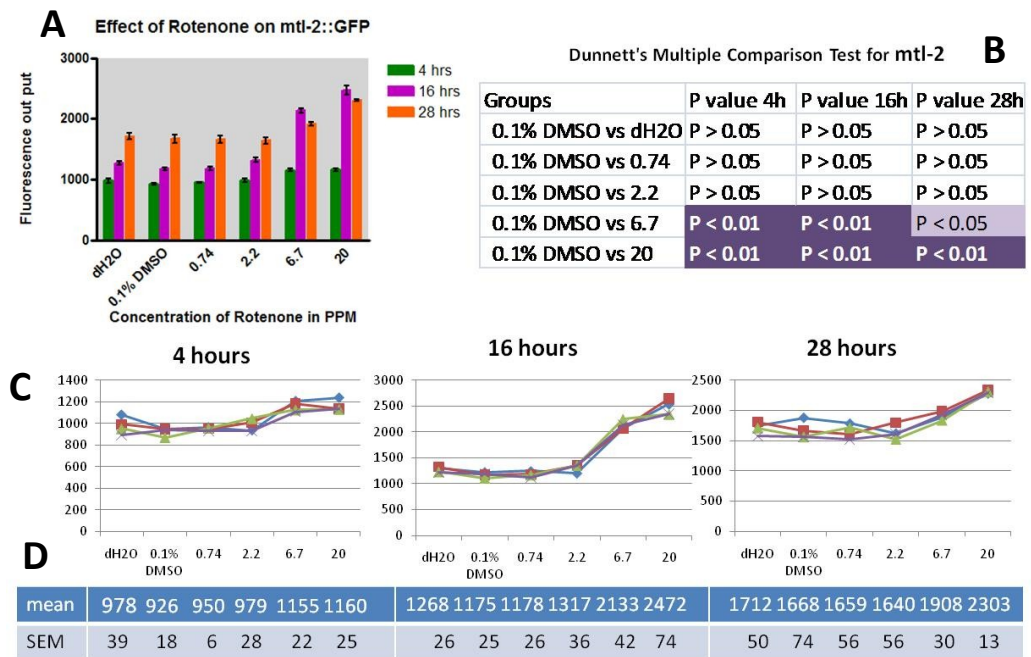 A
Effect of Rotenone on mtl-2::GFP
3000
2000
1000
0
Fluorescence out put
4 hrs
16 hrs
28 hrs
dH2O
0.1% DMSO
0.74
2.2
6.7
20
Concentration of Rotenone in PPM
B
Dunnett's Multiple Comparison Test for mtl-2
Groups P value 4h P value 16h P value 28h
0.1% DMSO vs dH2O P > 0.05 P > 0.05 P > 0.05
0.1% DMSO vs 0.74 P > 0.05 P > 0.05 P > 0.05
0.1% DMSO vs 2.2 P > 0.05 P > 0.05 P > 0.05
0.1% DMSO vs 6.7 P < 0.01 P < 0.01 P < 0.05
0.1% DMSO vs 20 P < 0.01 P < 0.01 P < 0.01
C
4 hours
1400
1200
1000
800
600
400
200
0
dH2O 0.1% DMSO 0.74 2.2 6.7 20
16 hours
3000
2500
2000
1500
1000
500
0
dH2O 0.1% DMSO 0.74 2.2 6.7 20
28 hours
2500
2000
1500
1000
500
0
dH2O 0.1% DMSO 0.74 2.2 6.7 20
D
mean 978 926 950 979 1155 1160 1268 1175 1178 1317 2133 2472 1712 1668 1659 1640 1908 2303
SEM 39 18 6 28 22 25 26 25 26 36 42 74 50 74 56 56 30 13